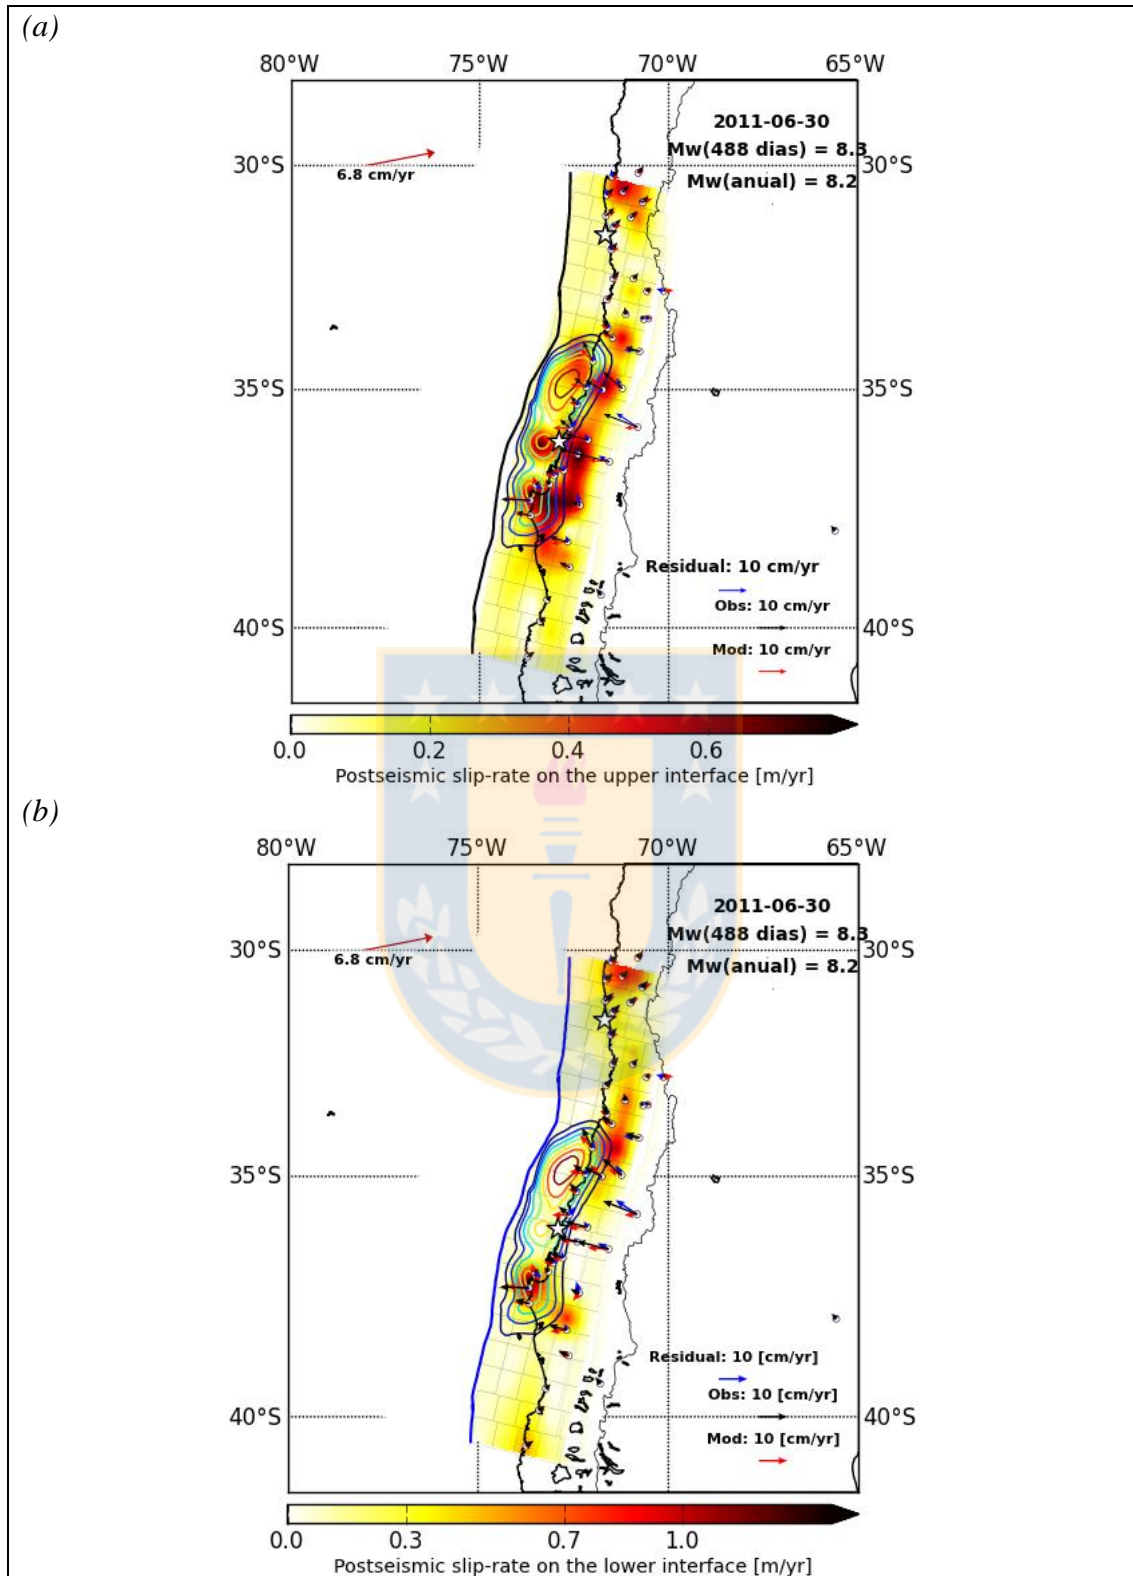 (a)
80°W 75°W 70°W 65°W
2011-06-30
Mw(488 dias) = 8.3
30°S 30°S
6.8 cm/yr
Mw(anual) = 8.2
35°S 35°S
Residual: 10 cm/yr
Obs: 10 cm/yr
40°S 40°S
Mod: 10 cm/yr
0.0 0.2 0.4 0.6
Postseismic slip-rate on the upper interface [m/yr]
(b)
80°W 75°W 70°W 65°W
2011-06-30
Mw(488 dias) = 8.3
30°S 30°S
6.8 cm/yr
Mw(anual) = 8.2
35°S 35°S
Residual: 10 [cm/yr]
Obs: 10 [cm/yr]
40°S 40°S
Mod: 10 [cm/yr]
0.0 0.3 0.7 1.0
Postseismic slip-rate on the lower interface [m/yr]